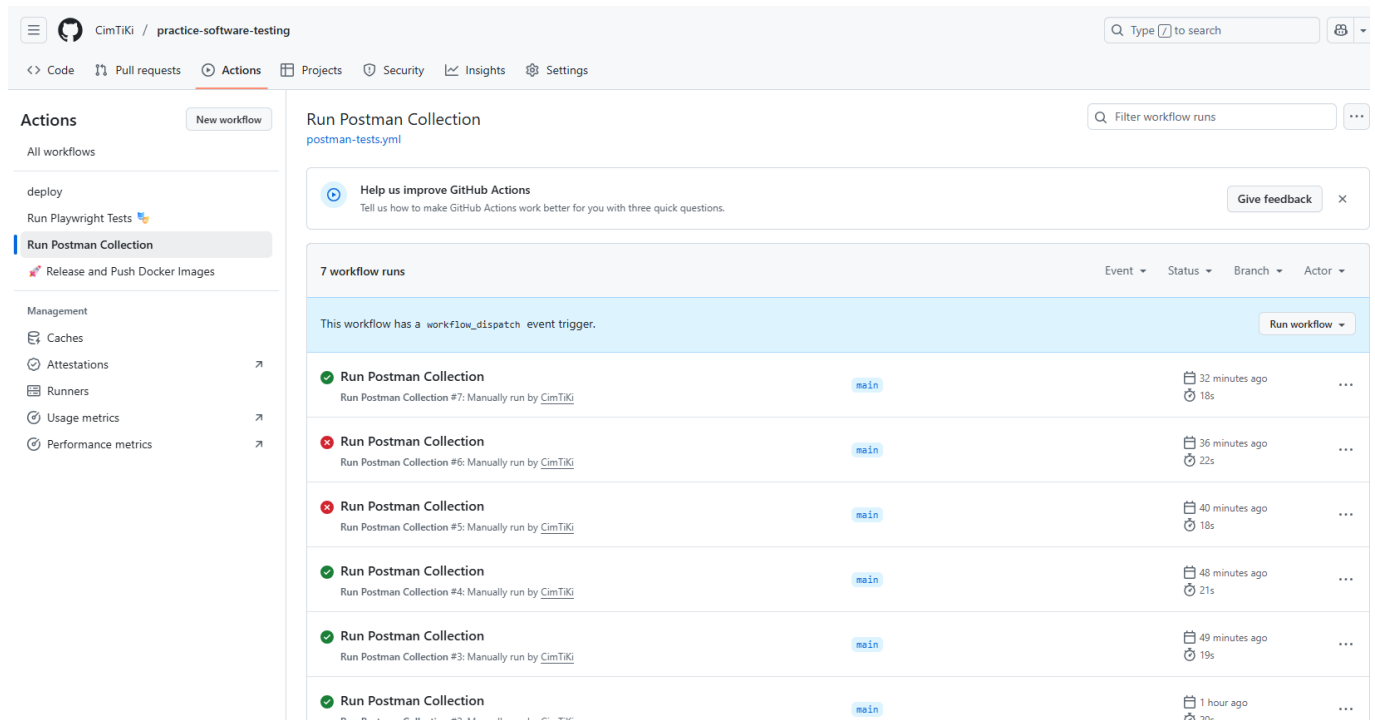 CimTiKi / practice-software-testing
Type / to search
Code Pull requests Actions Projects Security Insights Settings
Actions
New workflow
All workflows
deploy
Run Playwright Tests
Run Postman Collection
Release and Push Docker Images
Management
Caches
Attestations
Runners
Usage metrics
Performance metrics
Run Postman Collection
postman-tests.yml
Filter workflow runs
Help us improve GitHub Actions
Tell us how to make GitHub Actions work better for you with three quick questions.
Give feedback
7 workflow runs
Event Status Branch Actor
This workflow has a workflow_dispatch event trigger.
Run workflow
Run Postman Collection
Run Postman Collection #7: Manually run by CimTiKi
main
32 minutes ago
18s
Run Postman Collection
Run Postman Collection #6: Manually run by CimTiKi
main
36 minutes ago
22s
Run Postman Collection
Run Postman Collection #5: Manually run by CimTiKi
main
40 minutes ago
18s
Run Postman Collection
Run Postman Collection #4: Manually run by CimTiKi
main
48 minutes ago
21s
Run Postman Collection
Run Postman Collection #3: Manually run by CimTiKi
main
49 minutes ago
19s
Run Postman Collection
main
1 hour ago